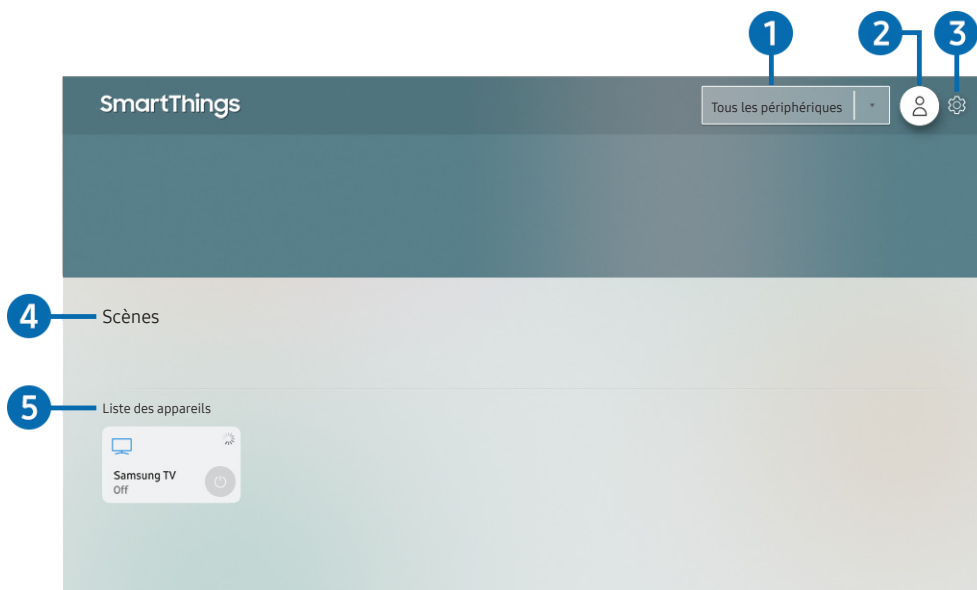 1
2
3
SmartThings
Tous les périphériques
4
Scènes
5
Liste des appareils
Samsung TV
Off